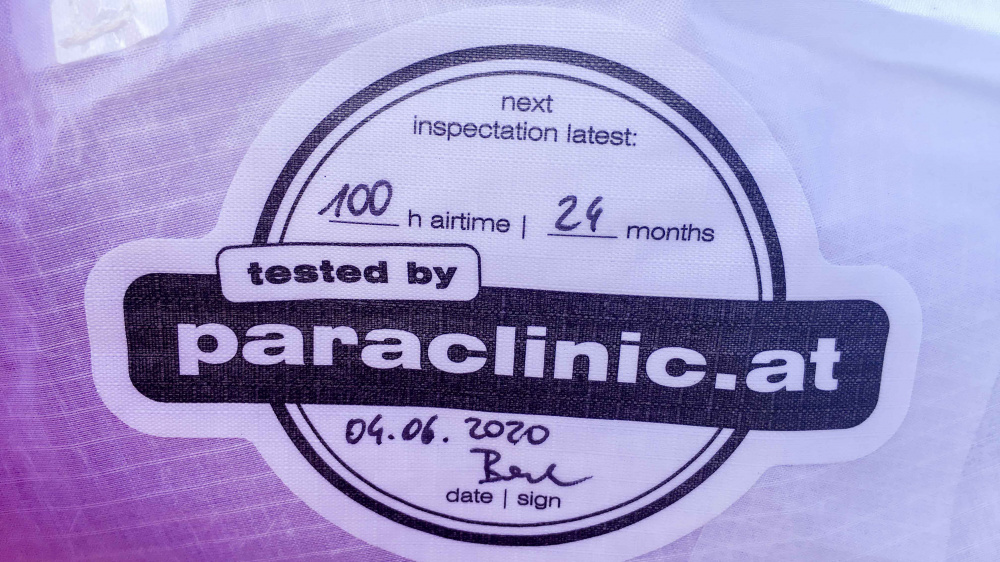 next
inspectation latest:
100 h airtime | 24 months
tested by
paraclinic.at
04.06.2020
date | sign